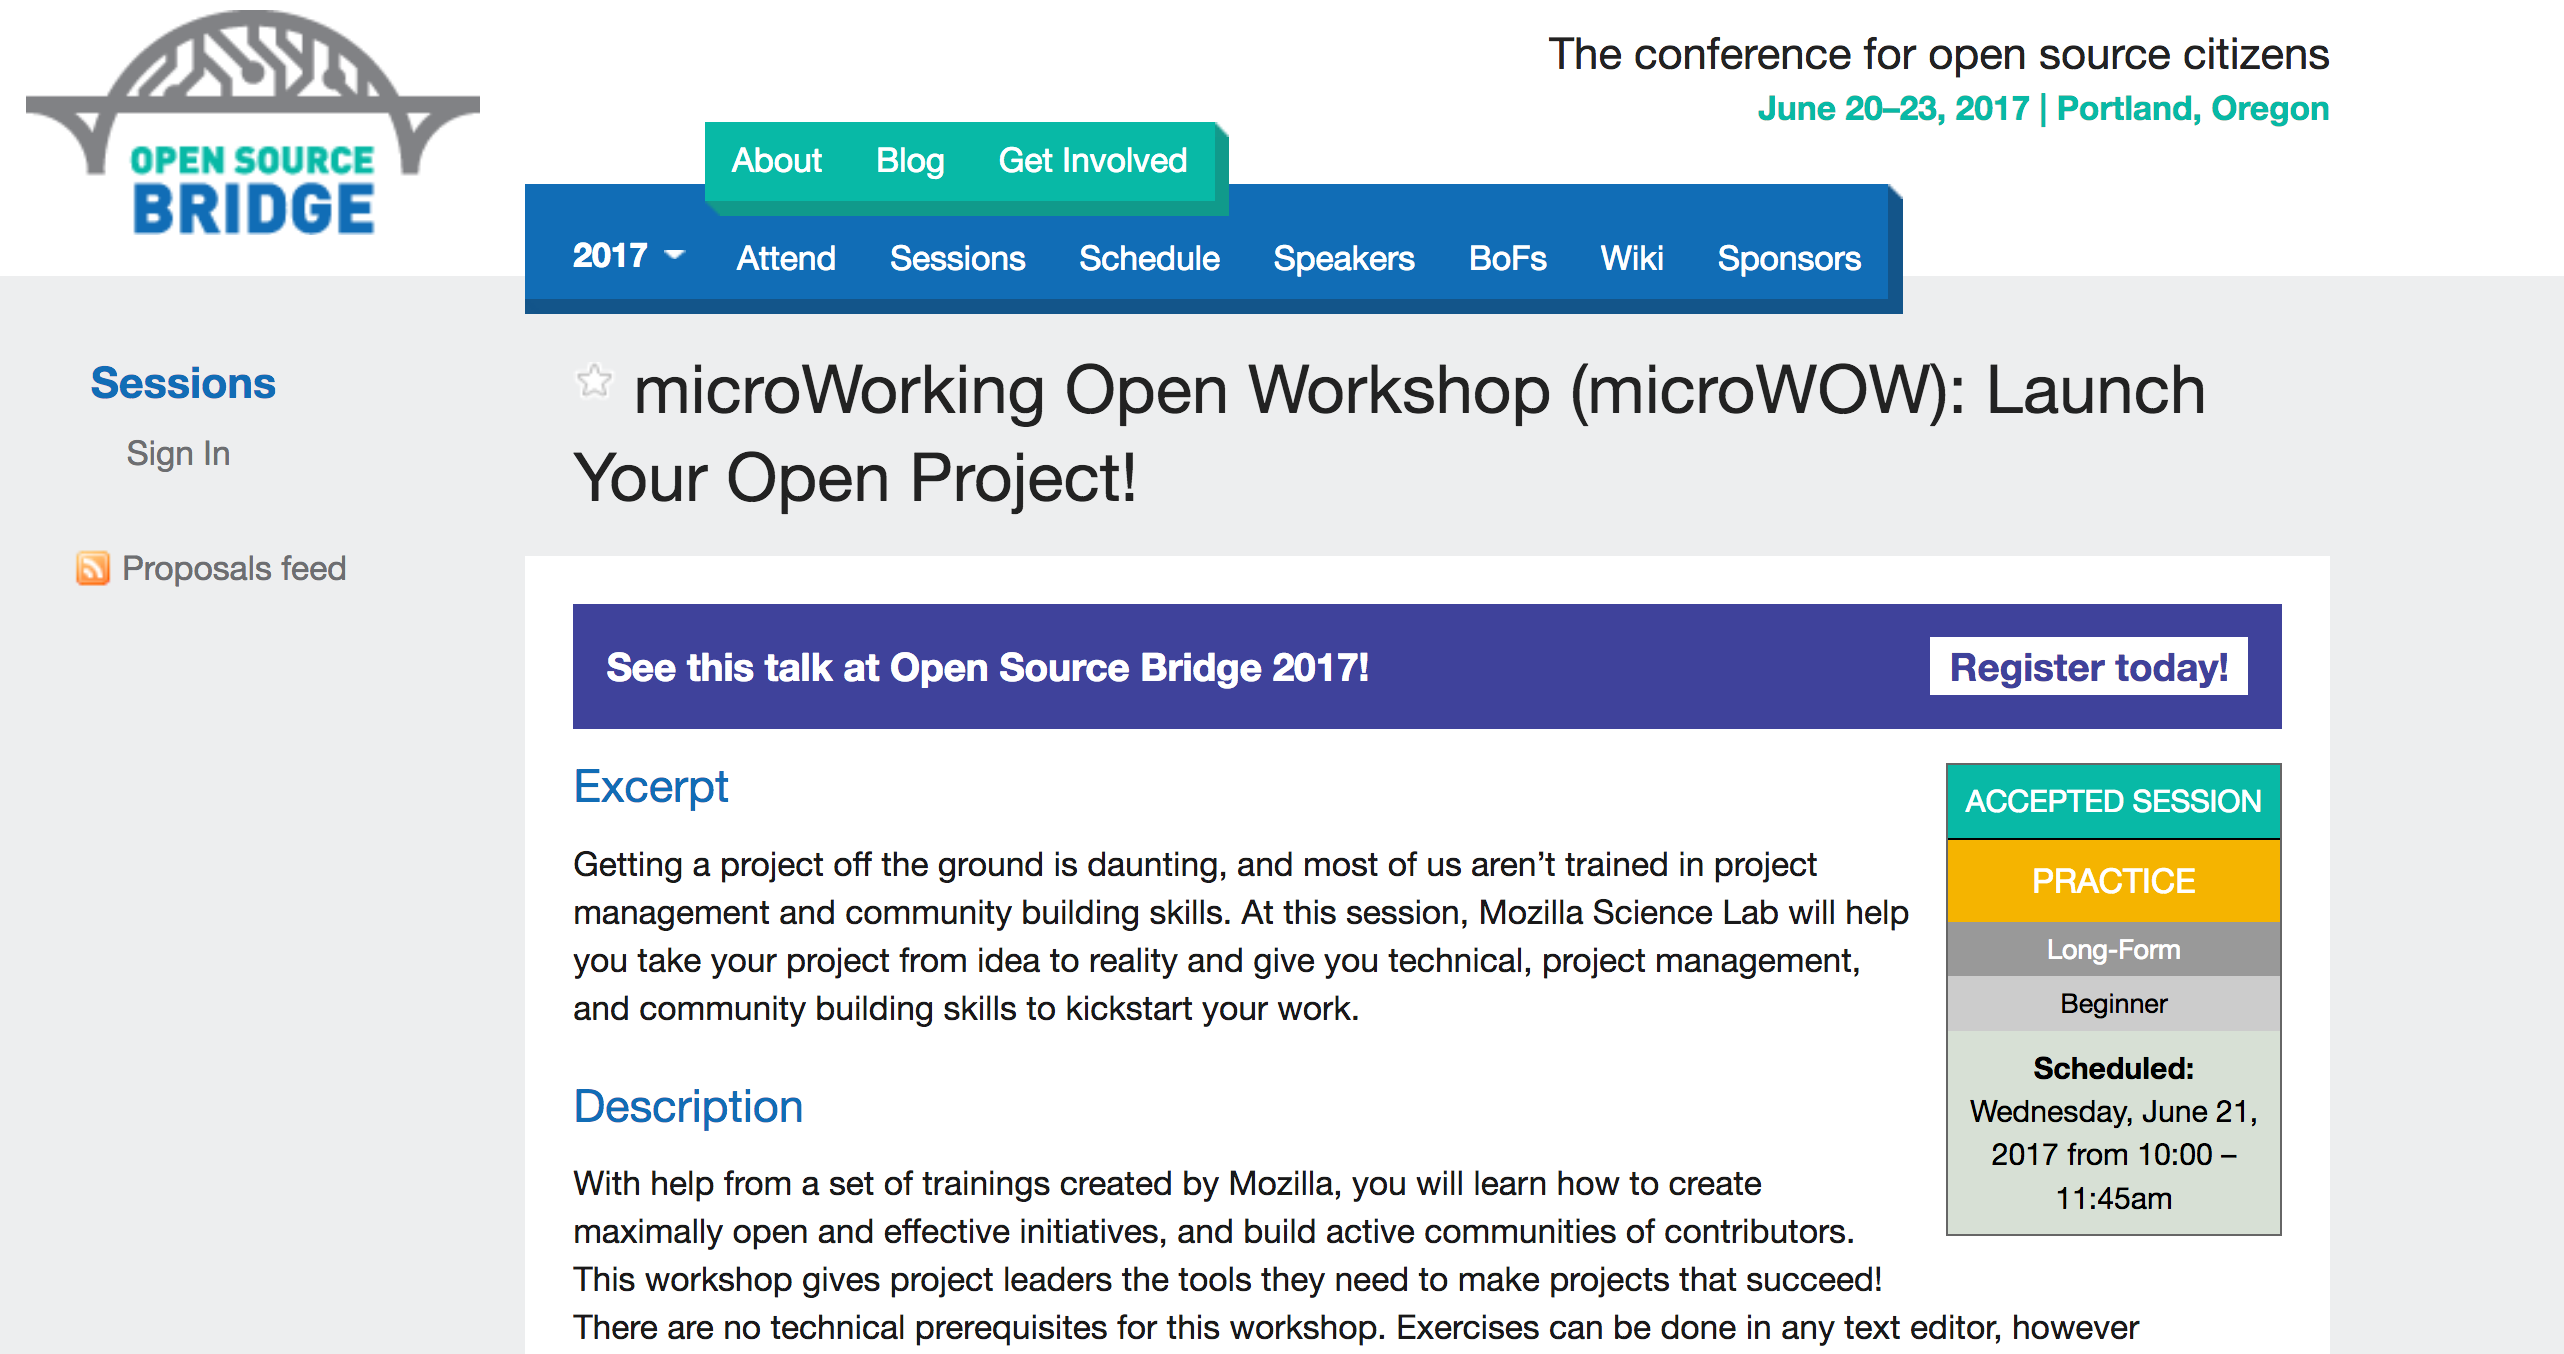 OPEN SOURCE
BRIDGE
The conference for open source citizens
June 20–23, 2017 | Portland, Oregon
About Blog Get Involved
2017 Attend Sessions Schedule Speakers BoFs Wiki Sponsors
Sessions
Sign In
Proposals feed
microWorking Open Workshop (microWOW): Launch
Your Open Project!
See this talk at Open Source Bridge 2017!
Register today!
Excerpt
Getting a project off the ground is daunting, and most of us aren’t trained in project
management and community building skills. At this session, Mozilla Science Lab will help
you take your project from idea to reality and give you technical, project management,
and community building skills to kickstart your work.
ACCEPTED SESSION
PRACTICE
Long-Form
Beginner
Scheduled:
Wednesday, June 21,
2017 from 10:00 –
11:45am
Description
With help from a set of trainings created by Mozilla, you will learn how to create
maximally open and effective initiatives, and build active communities of contributors.
This workshop gives project leaders the tools they need to make projects that succeed!
There are no technical prerequisites for this workshop. Exercises can be done in any text editor, however